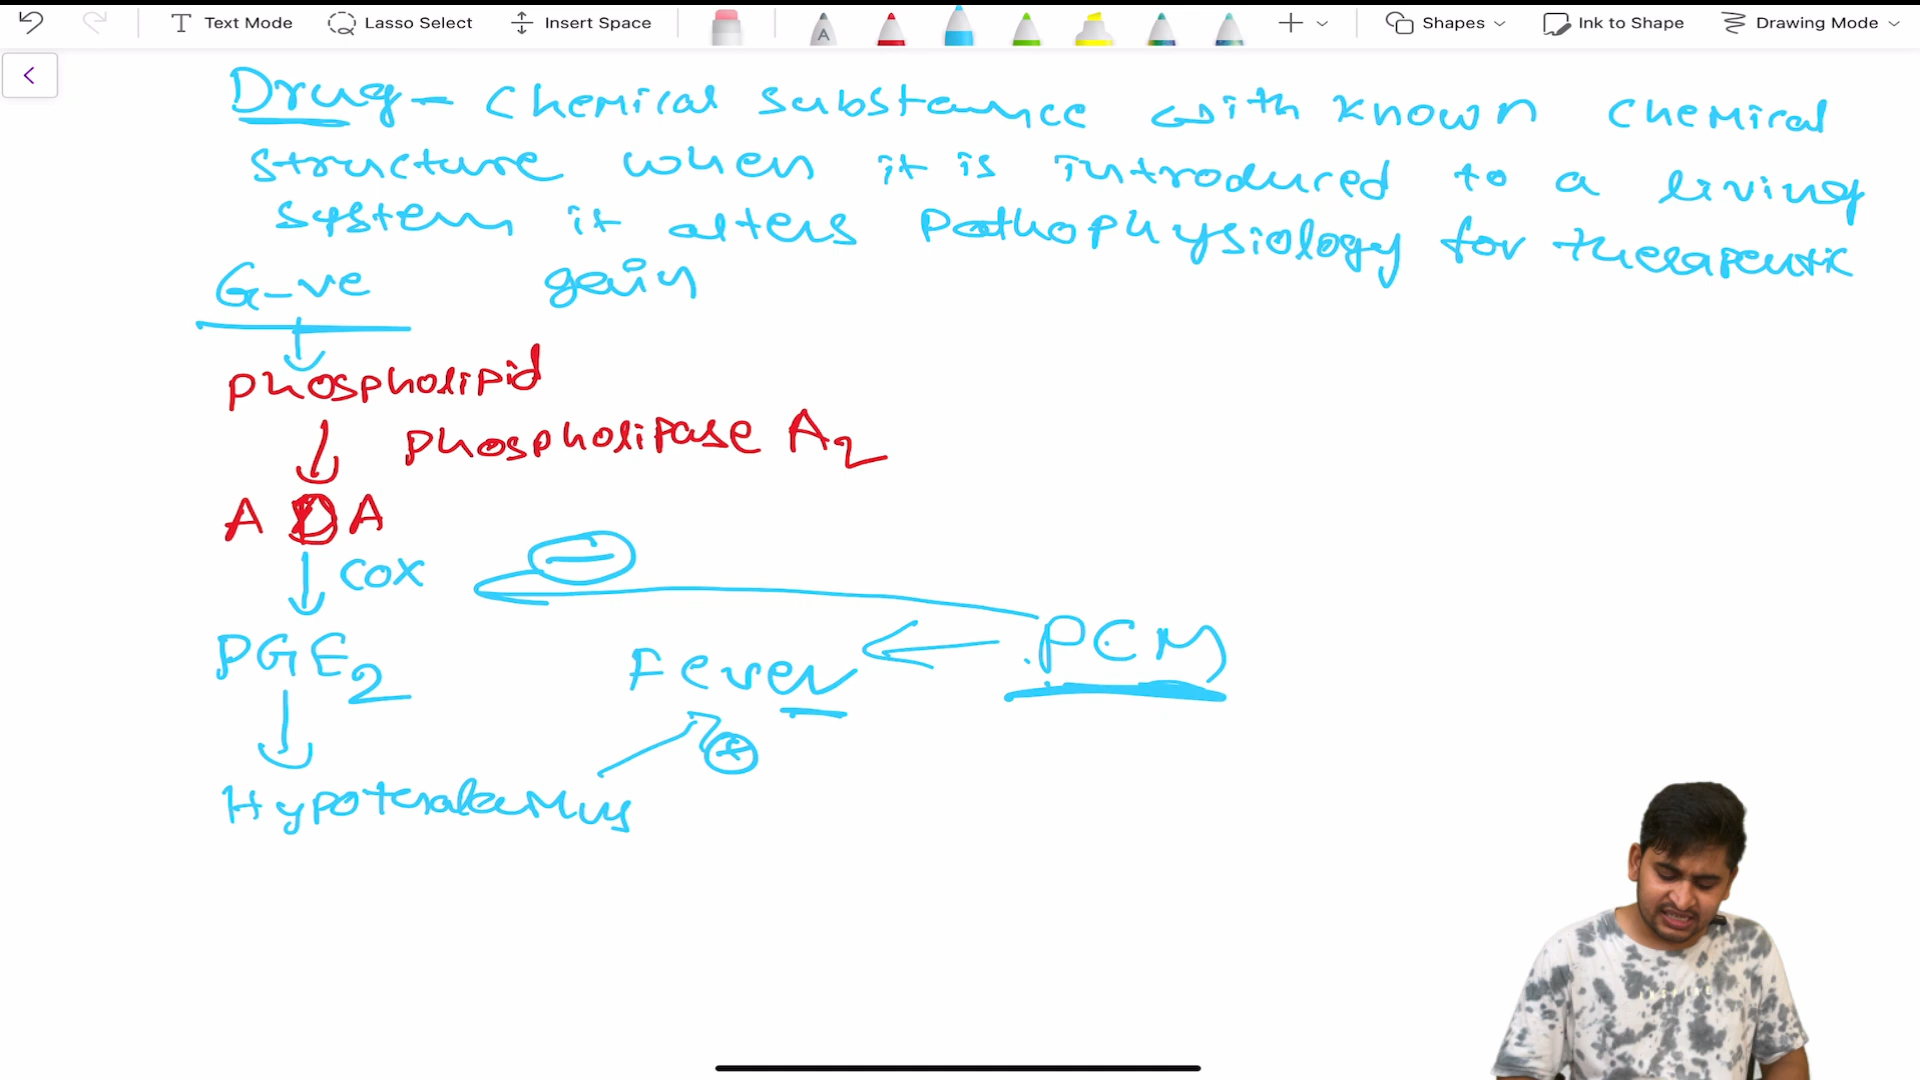 Text Mode Lasso Select Insert Space Shapes Ink to Shape Drawing Mode
Drug - Chemical substance with known chemical
structure when it is introduced to a living
system it alters Pathophysiology for therapeutic
G-ve gain
phospholipid
phospholipase A2
A D A
COX
PGE2 Fever PCM
Hypothalamus